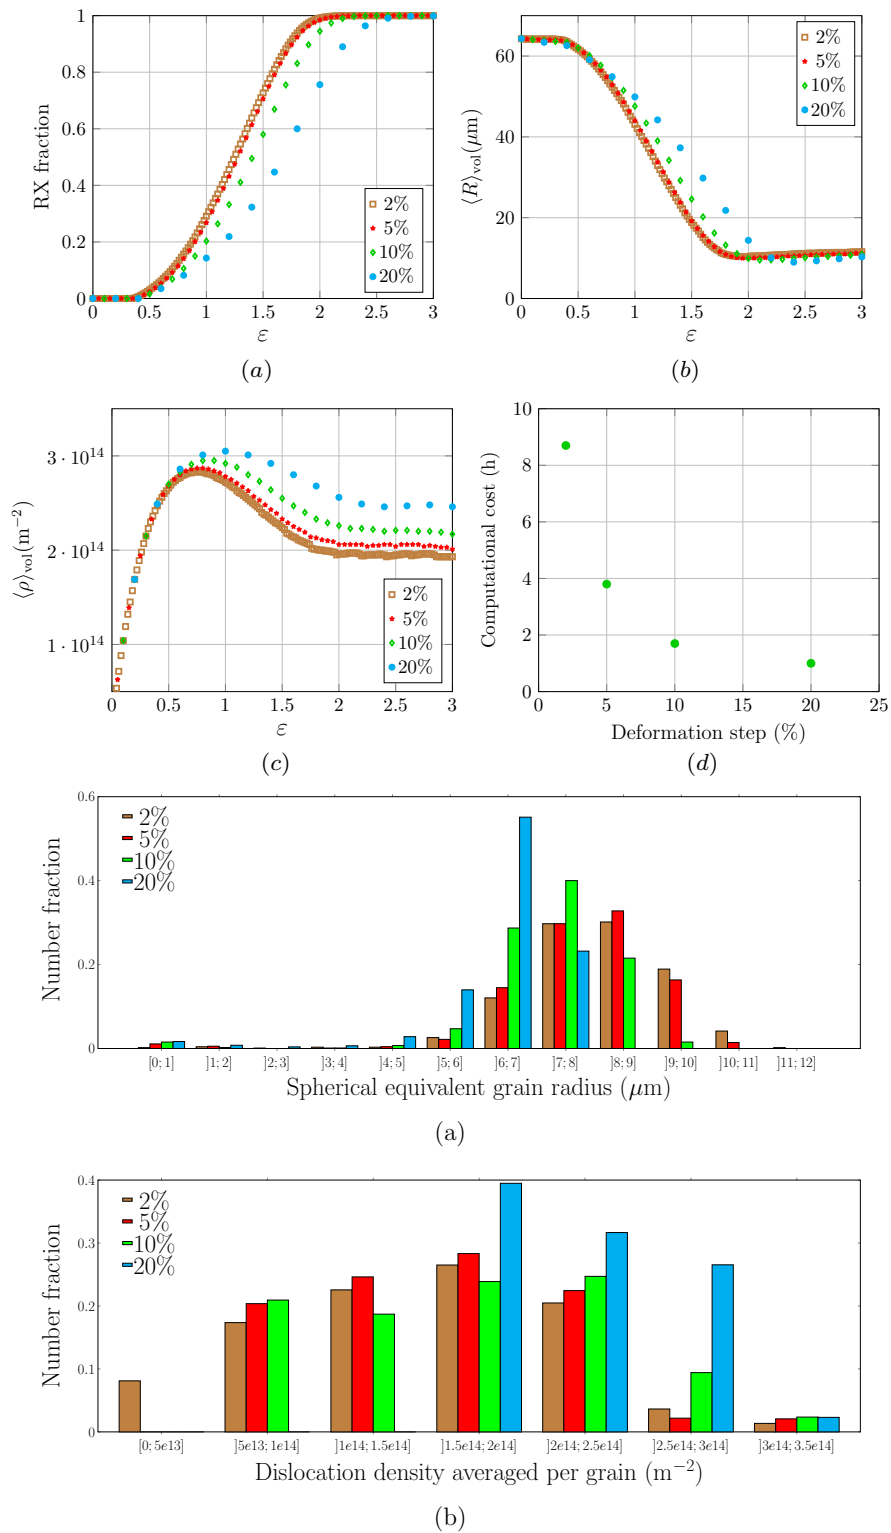 1
0.8
0.6
0.4
0.2
0
RX fraction
0 0.5 1 1.5 2 2.5 3
ε
2%
5%
10%
20%
(a)
60
40
20
0
⟨R⟩vol(μm)
0 0.5 1 1.5 2 2.5 3
ε
2%
5%
10%
20%
(b)
3 · 10^14
2 · 10^14
1 · 10^14
⟨ρ⟩vol(m^−2)
0 0.5 1 1.5 2 2.5 3
ε
2%
5%
10%
20%
(c)
10
8
6
4
2
0
Computational cost (h)
0 5 10 15 20 25
Deformation step (%)
(d)
0.6
0.4
0.2
0
Number fraction
2%
5%
10%
20%
[0; 1] ]1; 2] ]2; 3] ]3; 4] ]4; 5] ]5; 6] ]6; 7] ]7; 8] ]8; 9] ]9; 10] ]10; 11] ]11; 12]
Spherical equivalent grain radius (μm)
(a)
0.4
0.3
0.2
0.1
0
Number fraction
2%
5%
10%
20%
[0; 5e13] ]5e13; 1e14] ]1e14; 1.5e14] ]1.5e14; 2e14] ]2e14; 2.5e14] ]2.5e14; 3e14] ]3e14; 3.5e14]
Dislocation density averaged per grain (m^−2)
(b)